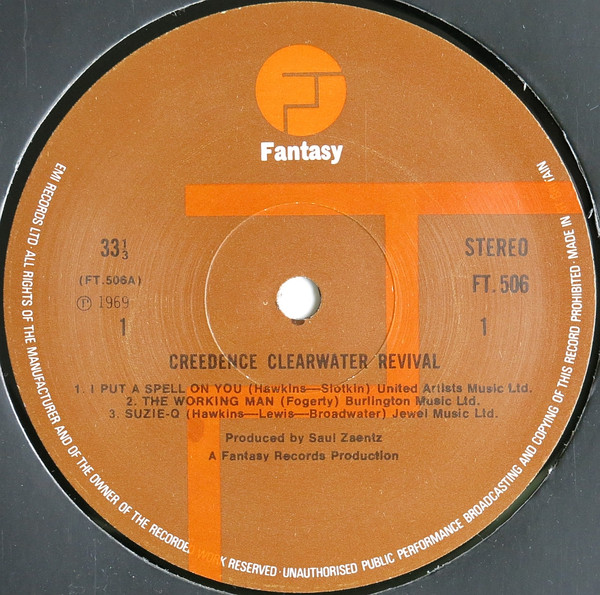 Fantasy
33 1/3
STEREO
(FT.506A)
FT.506
℗ 1969
1
1
CREEDENCE CLEARWATER REVIVAL
1. I PUT A SPELL ON YOU (Hawkins—Slotkin) United Artists Music Ltd.
2. THE WORKING MAN (Fogerty) Burlington Music Ltd.
3. SUZIE-Q (Hawkins—Lewis—Broadwater) Jewel Music Ltd.
Produced by Saul Zaentz
A Fantasy Records Production
EMI RECORDS LTD · ALL RIGHTS OF THE MANUFACTURER AND OF THE OWNER OF THE RECORDED WORK RESERVED · UNAUTHORISED PUBLIC PERFORMANCE BROADCASTING AND COPYING OF THIS RECORD PROHIBITED · MADE IN